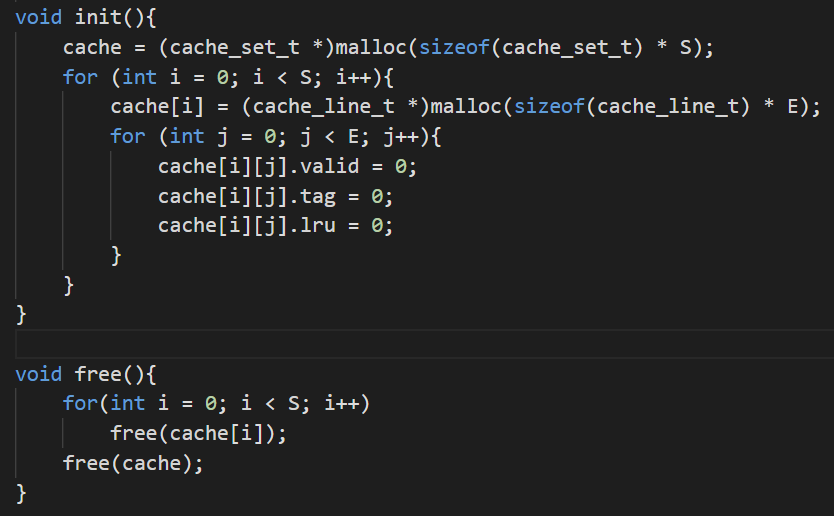 void init(){
    cache = (cache_set_t *)malloc(sizeof(cache_set_t) * S);
    for (int i = 0; i < S; i++){
        cache[i] = (cache_line_t *)malloc(sizeof(cache_line_t) * E);
        for (int j = 0; j < E; j++){
            cache[i][j].valid = 0;
            cache[i][j].tag = 0;
            cache[i][j].lru = 0;
        }
    }
}

void free(){
    for(int i = 0; i < S; i++)
        free(cache[i]);
    free(cache);
}